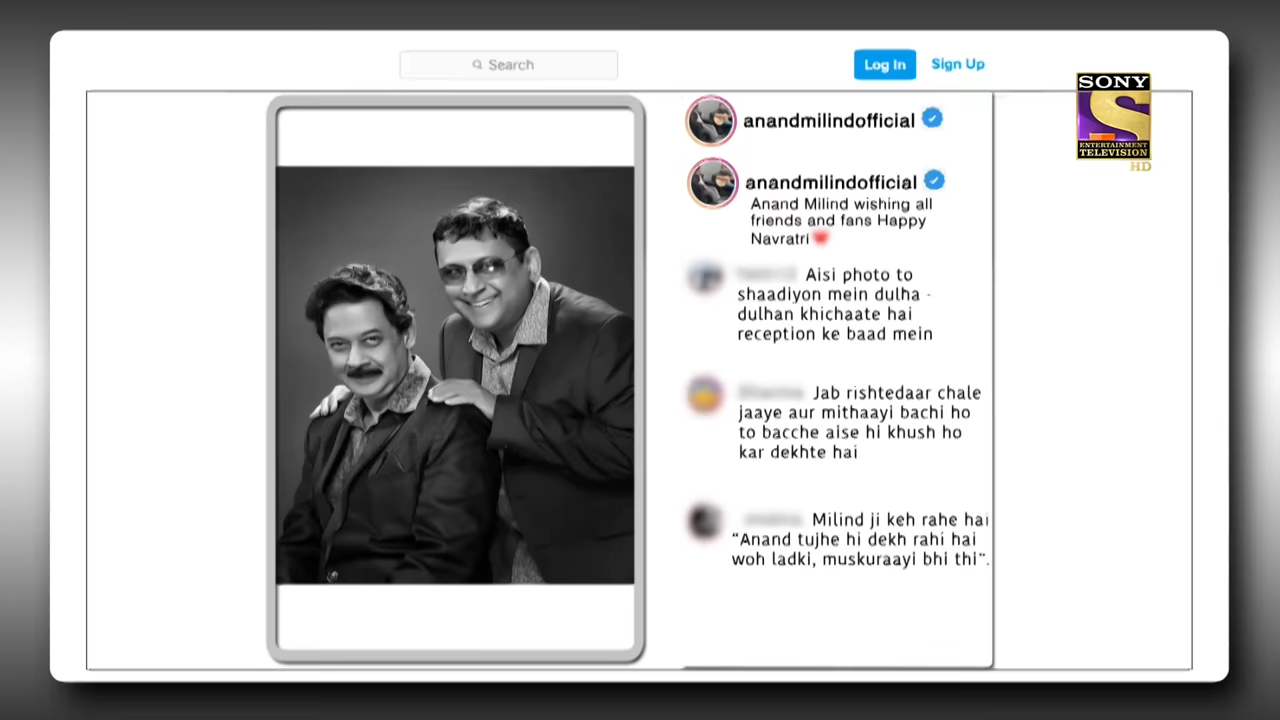 Search
Log In
Sign Up
SONY
ENTERTAINMENT
TELEVISION
HD
anandmilindofficial
anandmilindofficial
Anand Milind wishing all
friends and fans Happy
Navratri
Aisi photo to
shaadiyon mein dulha -
dulhan khichaate hai
reception ke baad mein
Jab rishtedaar chale
jaaye aur mithaayi bachi ho
to bacche aise hi khush ho
kar dekhte hai
Milind ji keh rahe hai
“Anand tujhe hi dekh rahi hai
woh ladki, muskuraayi bhi thi”.